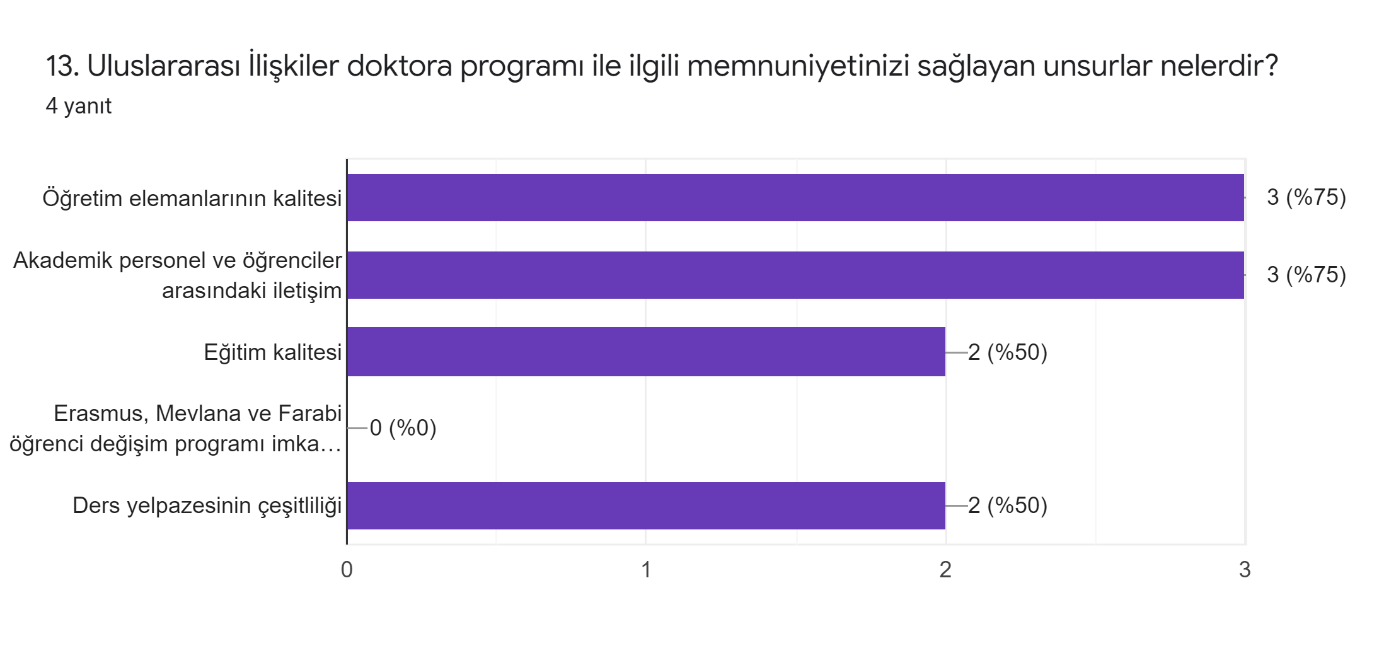 13. Uluslararası İlişkiler doktora programı ile ilgili memnuniyetinizi sağlayan unsurlar nelerdir?
4 yanıt
Öğretim elemanlarının kalitesi
3 (%75)
Akademik personel ve öğrenciler
arasındaki iletişim
3 (%75)
Eğitim kalitesi
2 (%50)
Erasmus, Mevlana ve Farabi
öğrenci değişim programı imka…
0 (%0)
Ders yelpazesinin çeşitliliği
2 (%50)
0 1 2 3